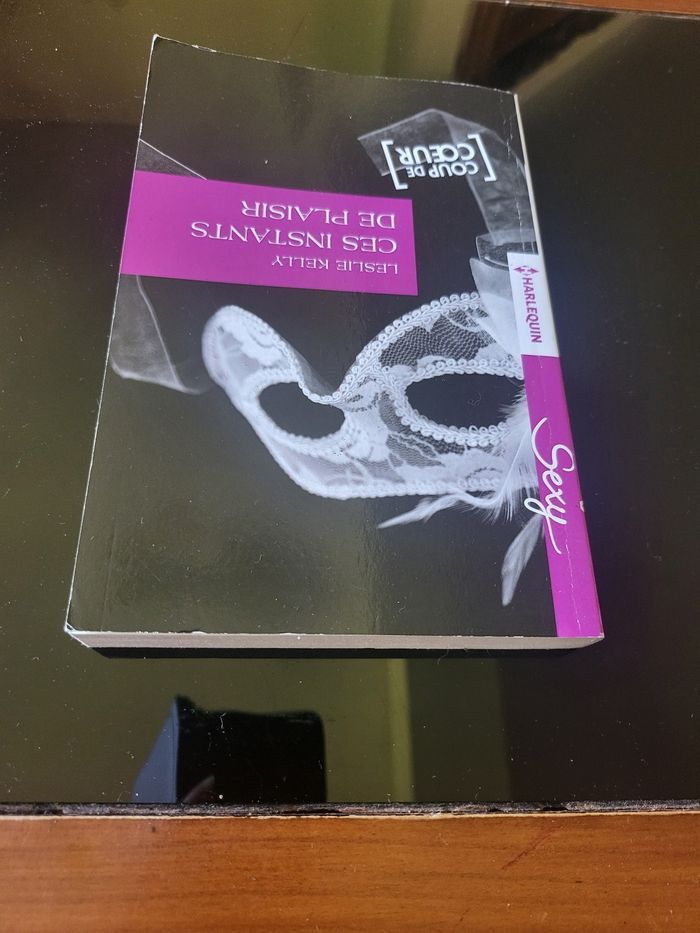 [COUP DE
CŒUR]
LESLIE KELLY
CES INSTANTS
DE PLAISIR
HARLEQUIN
Sexy